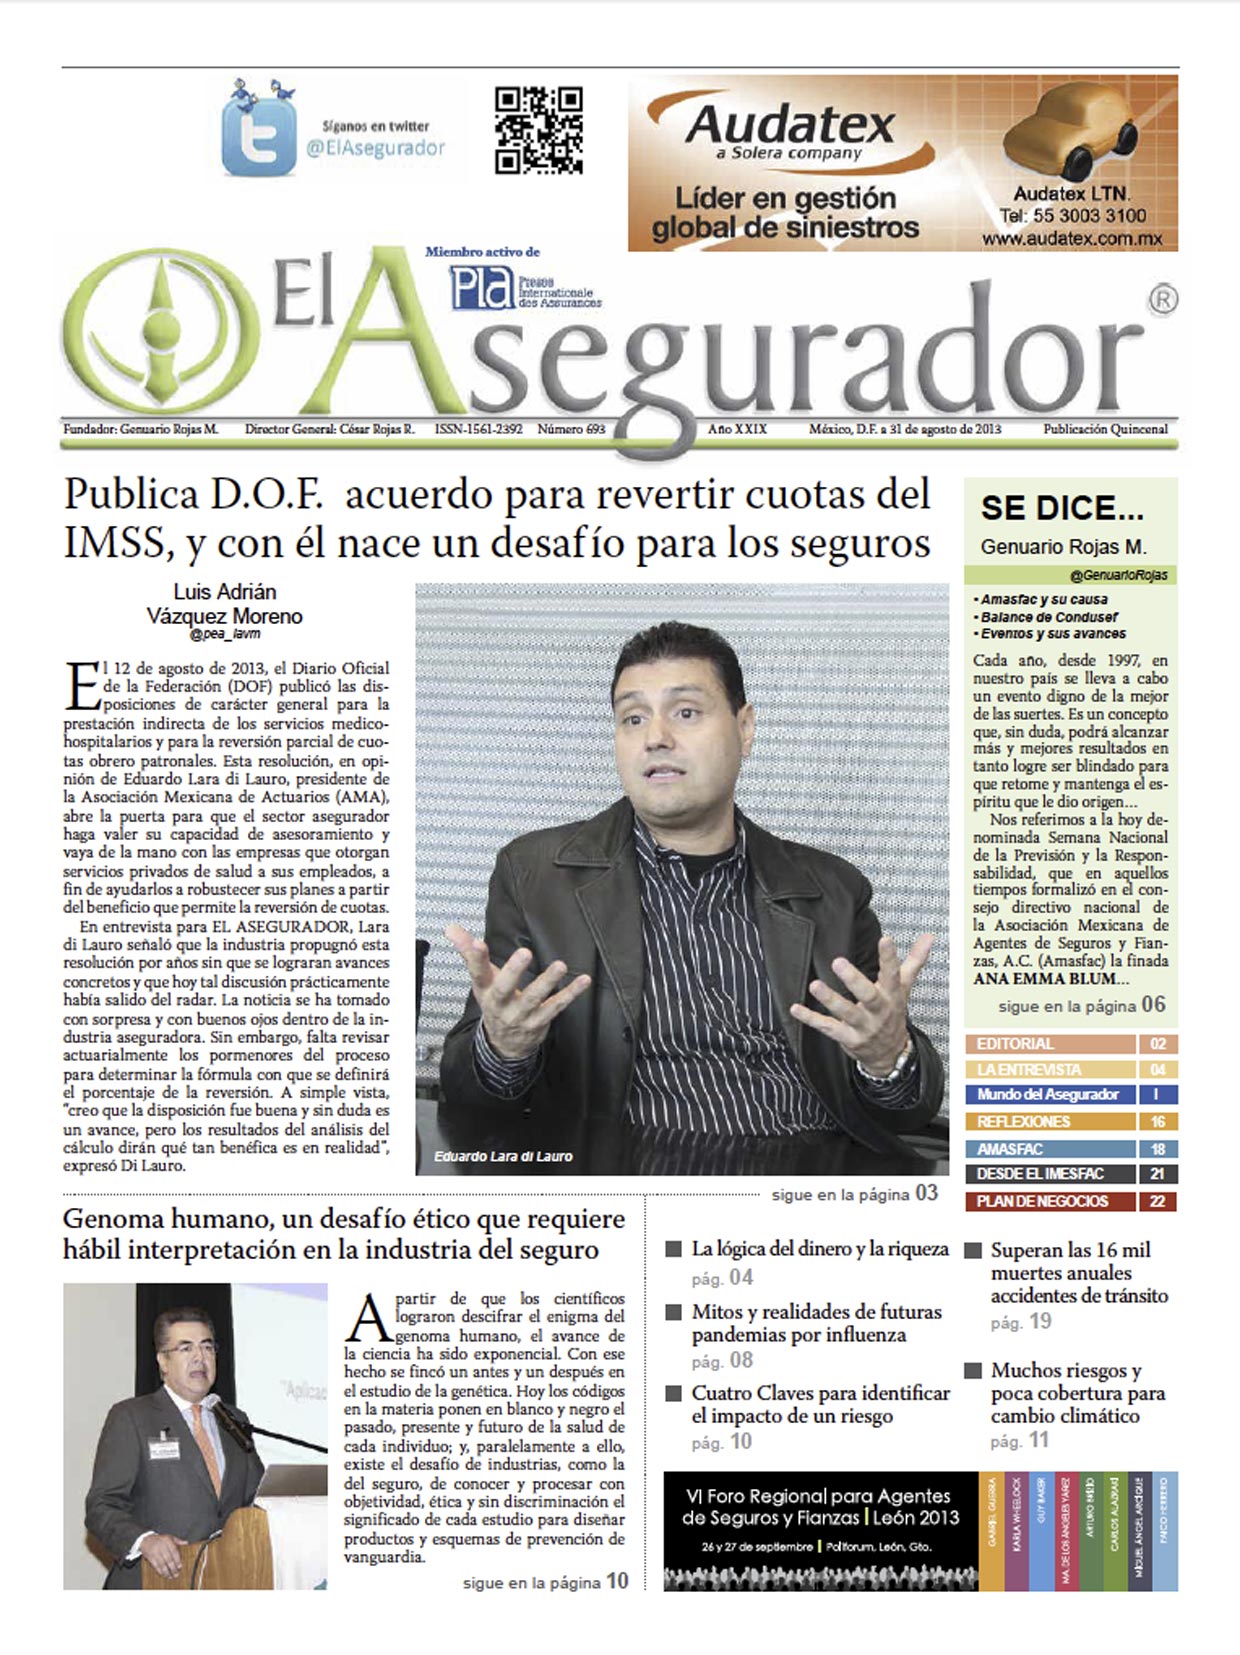 Síganos en twitter
@ElAsegurador
Audatex
a Solera company
Líder en gestión
global de siniestros
Audatex LTN.
Tel: 55 3003 3100
www.audatex.com.mx
Miembro activo de
PIA Presse
Internationale
des Assurances
El Asegurador®
Fundador: Genuario Rojas M. Director General: César Rojas R. ISSN-1561-2392 Número 693 Año XXIX México, D.F. a 31 de agosto de 2013 Publicación Quincenal
Publica D.O.F. acuerdo para revertir cuotas del
IMSS, y con él nace un desafío para los seguros
Luis Adrián
Vázquez Moreno
@pea_lavm
El 12 de agosto de 2013, el Diario Oficial
de la Federación (DOF) publicó las dis-
posiciones de carácter general para la
prestación indirecta de los servicios medico-
hospitalarios y para la reversión parcial de cuo-
tas obrero patronales. Esta resolución, en opi-
nión de Eduardo Lara di Lauro, presidente de
la Asociación Mexicana de Actuarios (AMA),
abre la puerta para que el sector asegurador
haga valer su capacidad de asesoramiento y
vaya de la mano con las empresas que otorgan
servicios privados de salud a sus empleados, a
fin de ayudarlos a robustecer sus planes a partir
del beneficio que permite la reversión de cuotas.
En entrevista para EL ASEGURADOR, Lara
di Lauro señaló que la industria propugnó esta
resolución por años sin que se lograran avances
concretos y que hoy tal discusión prácticamente
había salido del radar. La noticia se ha tomado
con sorpresa y con buenos ojos dentro de la in-
dustria aseguradora. Sin embargo, falta revisar
actuarialmente los pormenores del proceso
para determinar la fórmula con que se definirá
el porcentaje de la reversión. A simple vista,
"creo que la disposición fue buena y sin duda es
un avance, pero los resultados del análisis del
cálculo dirán qué tan benéfica es en realidad",
expresó Di Lauro.
Eduardo Lara di Lauro
sigue en la página 03
SE DICE...
Genuario Rojas M.
@GenuarioRojas
• Amasfac y su causa
• Balance de Condusef
• Eventos y sus avances
Cada año, desde 1997, en
nuestro país se lleva a cabo
un evento digno de la mejor
de las suertes. Es un concepto
que, sin duda, podrá alcanzar
más y mejores resultados en
tanto logre ser blindado para
que retome y mantenga el es-
píritu que le dio origen...
Nos referimos a la hoy de-
nominada Semana Nacional
de la Previsión y la Respon-
sabilidad, que en aquellos
tiempos formalizó en el con-
sejo directivo nacional de
la Asociación Mexicana de
Agentes de Seguros y Fian-
zas, A.C. (Amasfac) la finada
ANA EMMA BLUM...
sigue en la página 06
EDITORIAL 02
LA ENTREVISTA 04
Mundo del Asegurador I
REFLEXIONES 16
AMASFAC 18
DESDE EL IMESFAC 21
PLAN DE NEGOCIOS 22
Genoma humano, un desafío ético que requiere
hábil interpretación en la industria del seguro
"Aplicac
A partir de que los científicos
lograron descifrar el enigma del
genoma humano, el avance de
la ciencia ha sido exponencial. Con ese
hecho se fincó un antes y un después en
el estudio de la genética. Hoy los códigos
en la materia ponen en blanco y negro el
pasado, presente y futuro de la salud de
cada individuo; y, paralelamente a ello,
existe el desafío de industrias, como la
del seguro, de conocer y procesar con
objetividad, ética y sin discriminación el
significado de cada estudio para diseñar
productos y esquemas de prevención de
vanguardia.
sigue en la página 10
La lógica del dinero y la riqueza
pág. 04
Mitos y realidades de futuras
pandemias por influenza
pág. 08
Cuatro Claves para identificar
el impacto de un riesgo
pág. 10
Superan las 16 mil
muertes anuales
accidentes de tránsito
pág. 19
Muchos riesgos y
poca cobertura para
cambio climático
pág. 11
VI Foro Regional para Agentes
de Seguros y Fianzas | León 2013
26 y 27 de septiembre | Poliforum, León, Gto.
GABRIEL GUERRA
KARLA WHEELOCK
GUY BAKER
MA. DE LOS ÁNGELES YÁÑEZ
CARLOS ALAZRAKI
MIGUEL ÁNGEL ARCIQUE
PACO HERRERO